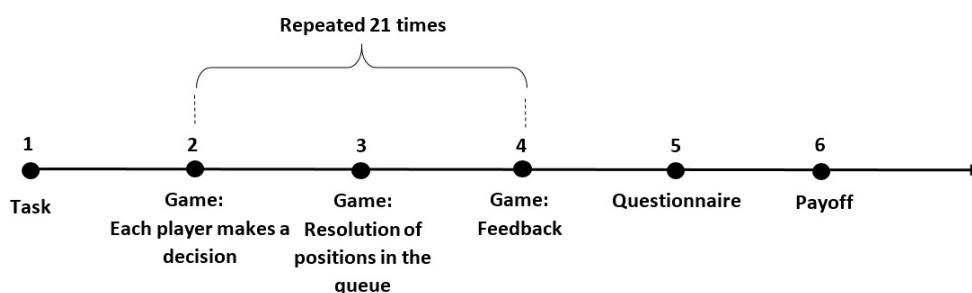 Repeated 21 times
1
2
3
4
5
6
Task
Game:
Each player makes a
decision
Game:
Resolution of
positions in the
queue
Game:
Feedback
Questionnaire
Payoff